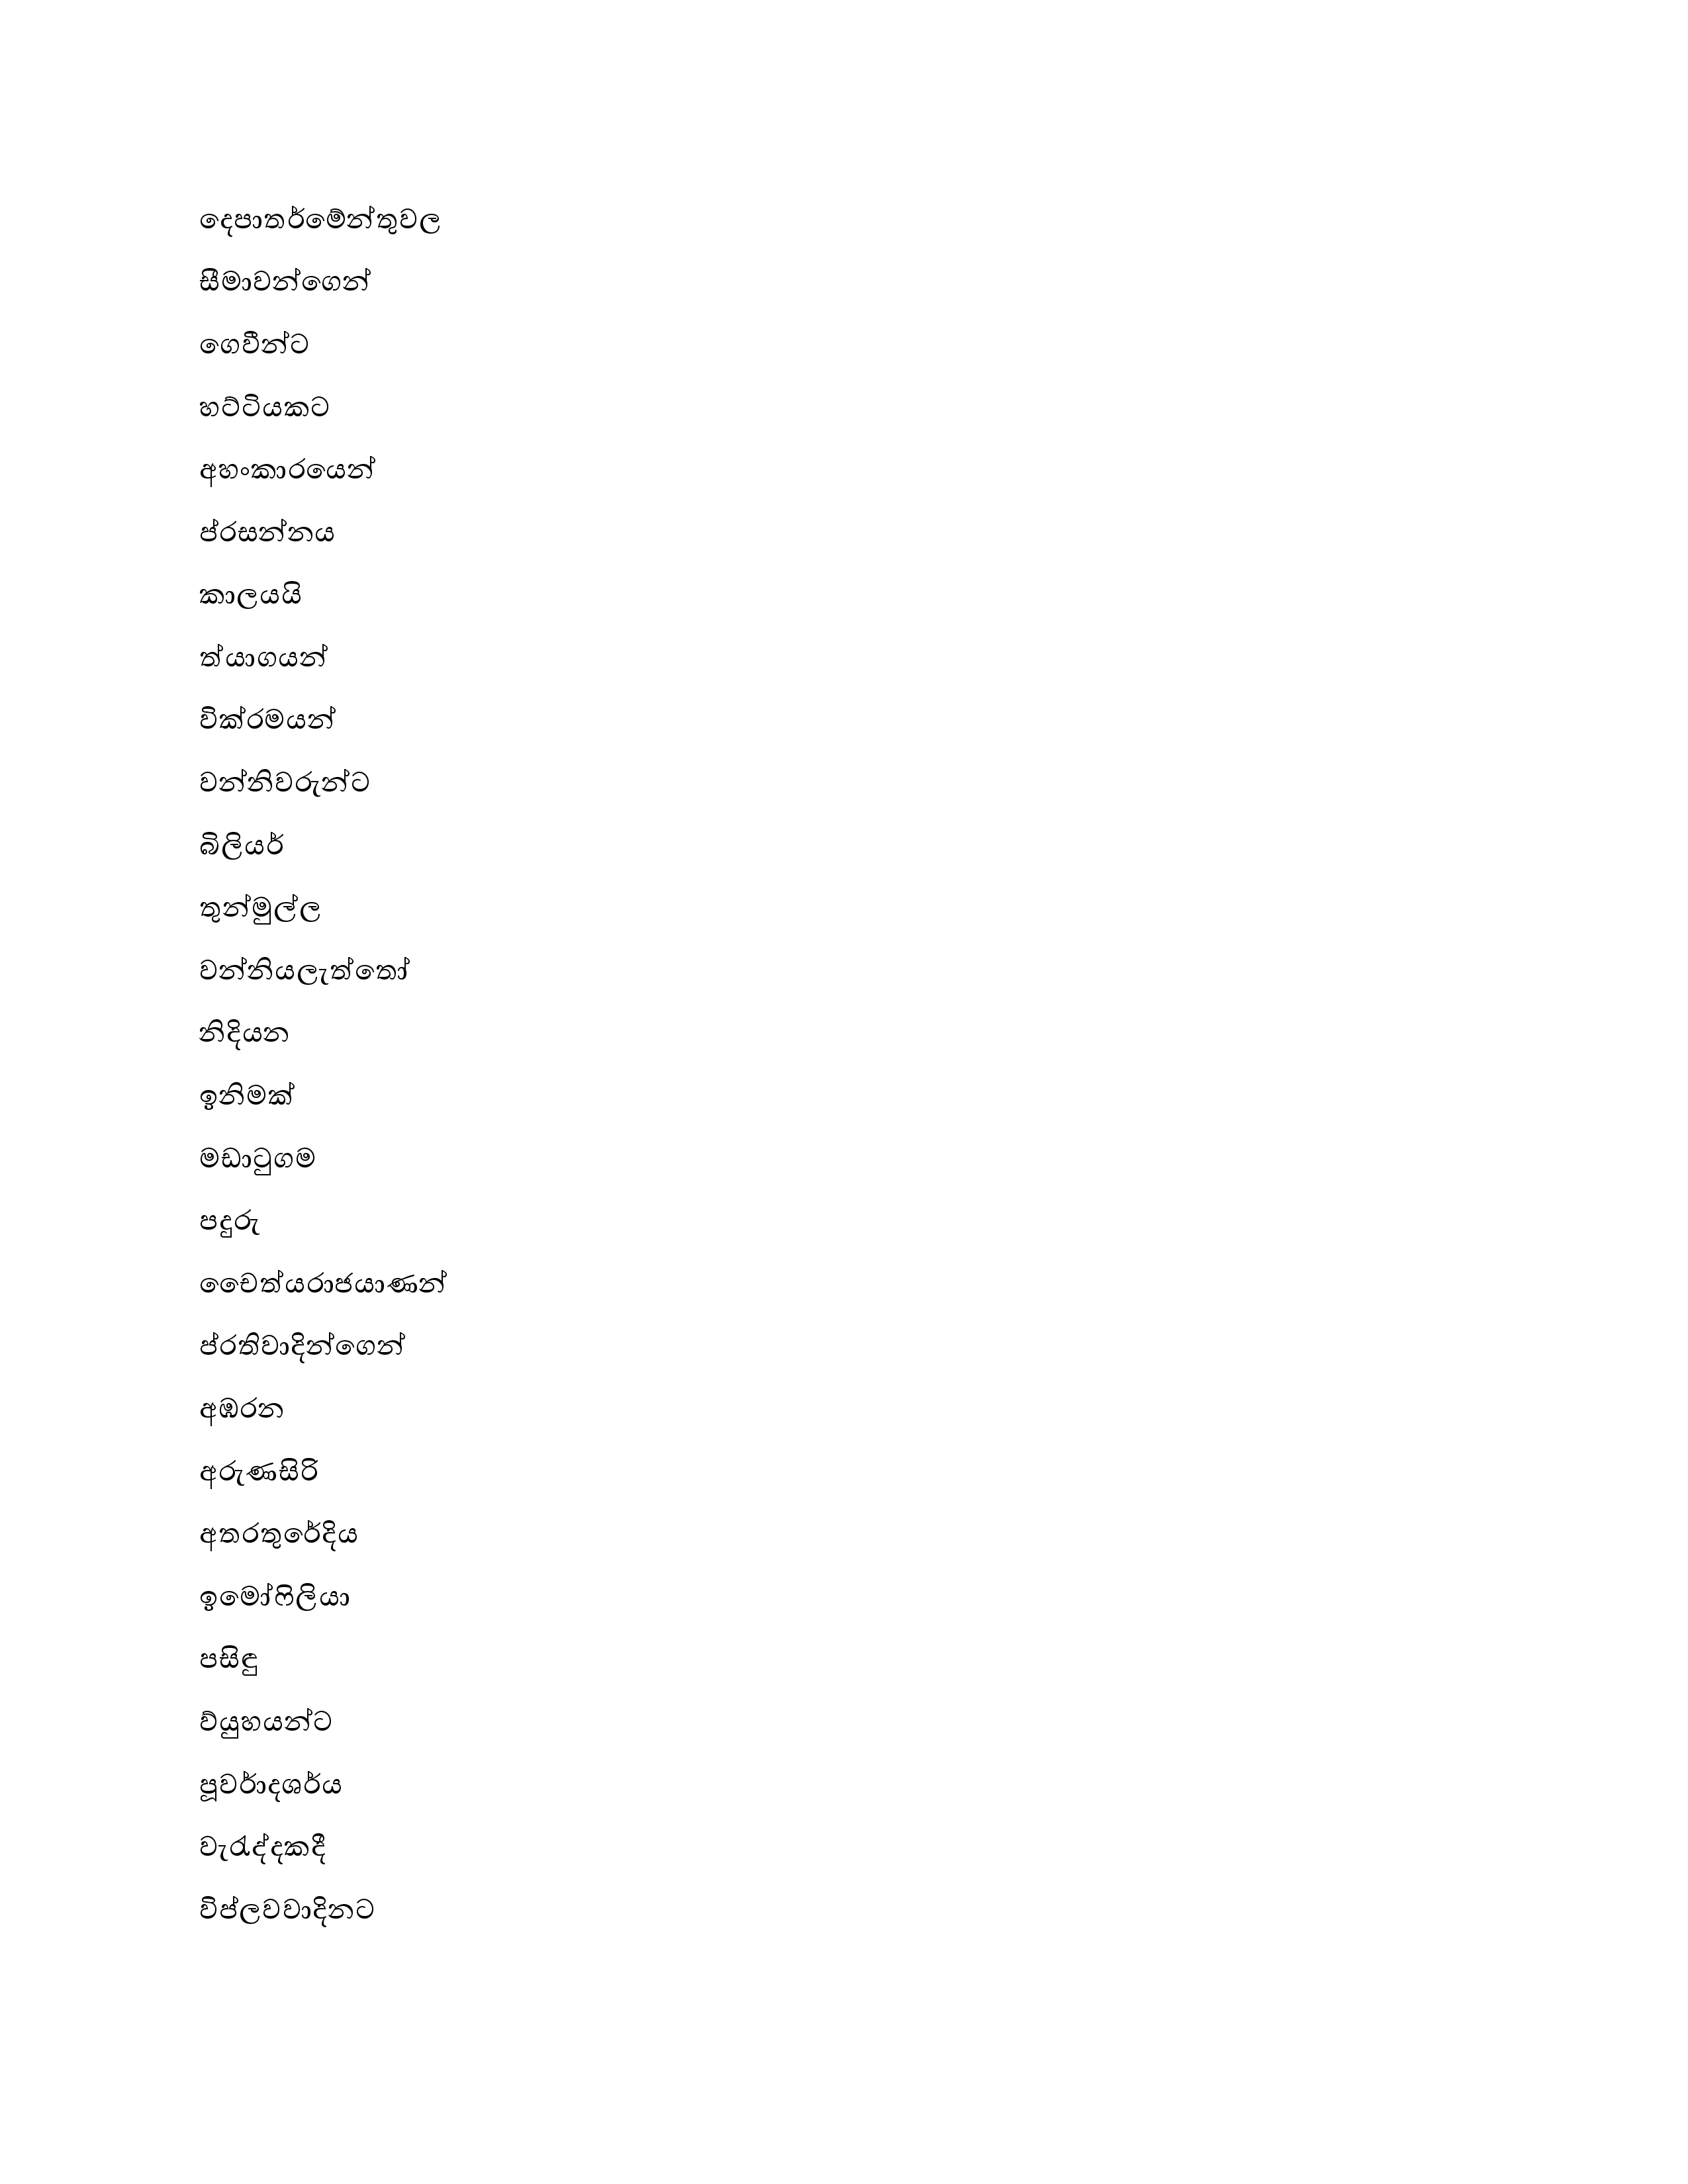 දෙපාතර්මේන්තුවල
සීමාවන්ගෙන්
ගෙවීන්ට
හට්ටියකට
අහංකාරයෙන්
ප්රසන්නය
කාලයයි
ත්යාගයන්
වික්රමයන්
වන්නිවරුන්ට
බිලියර්
තුන්මුල්ල
වන්නියලැත්තෝ
නිදියන
ඉනිමක්
මඩාටුගම
පදුරු
චෛත්යරාජයාණන්
ප්රතිවාදින්ගෙන්
අඹරන
අරුණසිරි
අතරතුරේදිය
ඉමෝෆිලියා
පසිඳු
ව්යුහයන්ට
පූවර්ාදශර්ය
වැරැද්දකදී
විප්ලවවාදිනට